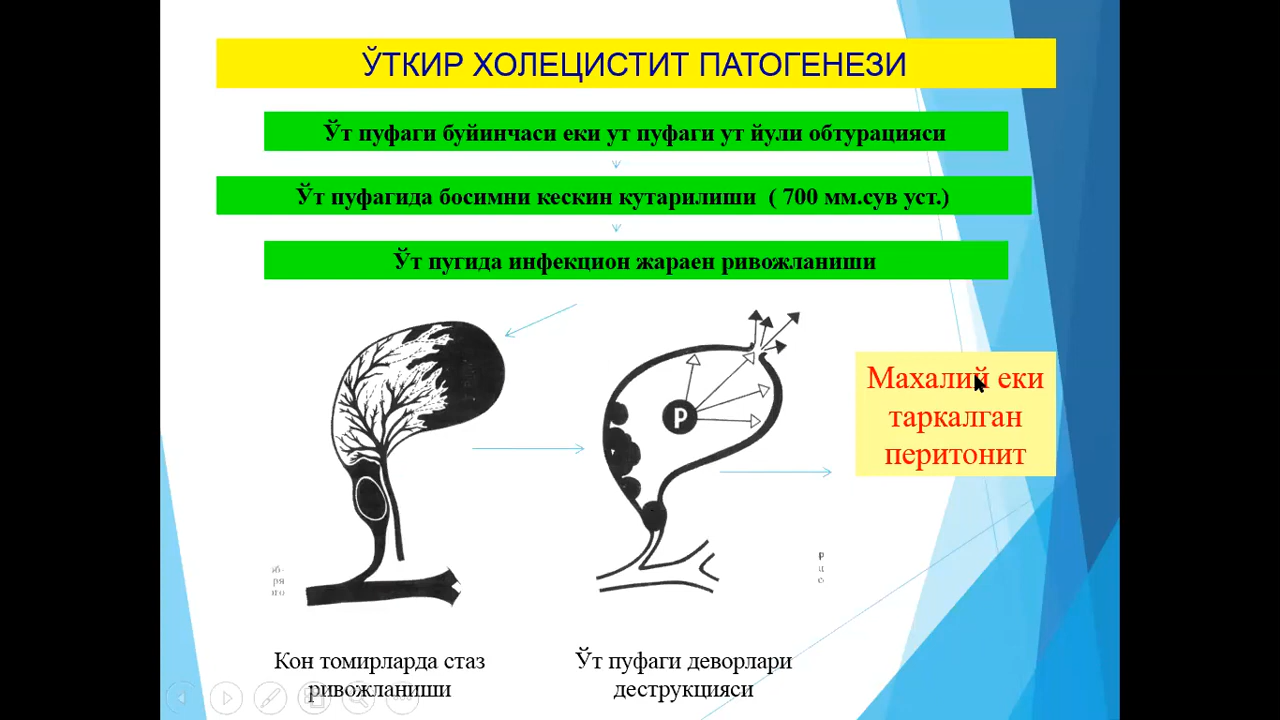 ЎТКИР ХОЛЕЦИСТИТ ПАТОГЕНЕЗИ
Ўт пуфаги буйинчаси еки ут пуфаги ут йули обтурацияси
Ўт пуфагида босимни кескин кутарилиши ( 700 мм.сув уст.)
Ўт пугида инфекцион жараен ривожланиши
P
Махалий еки
таркалган
перитонит
Кон томирларда стаз
ривожланиши
Ўт пуфаги деворлари
деструкцияси